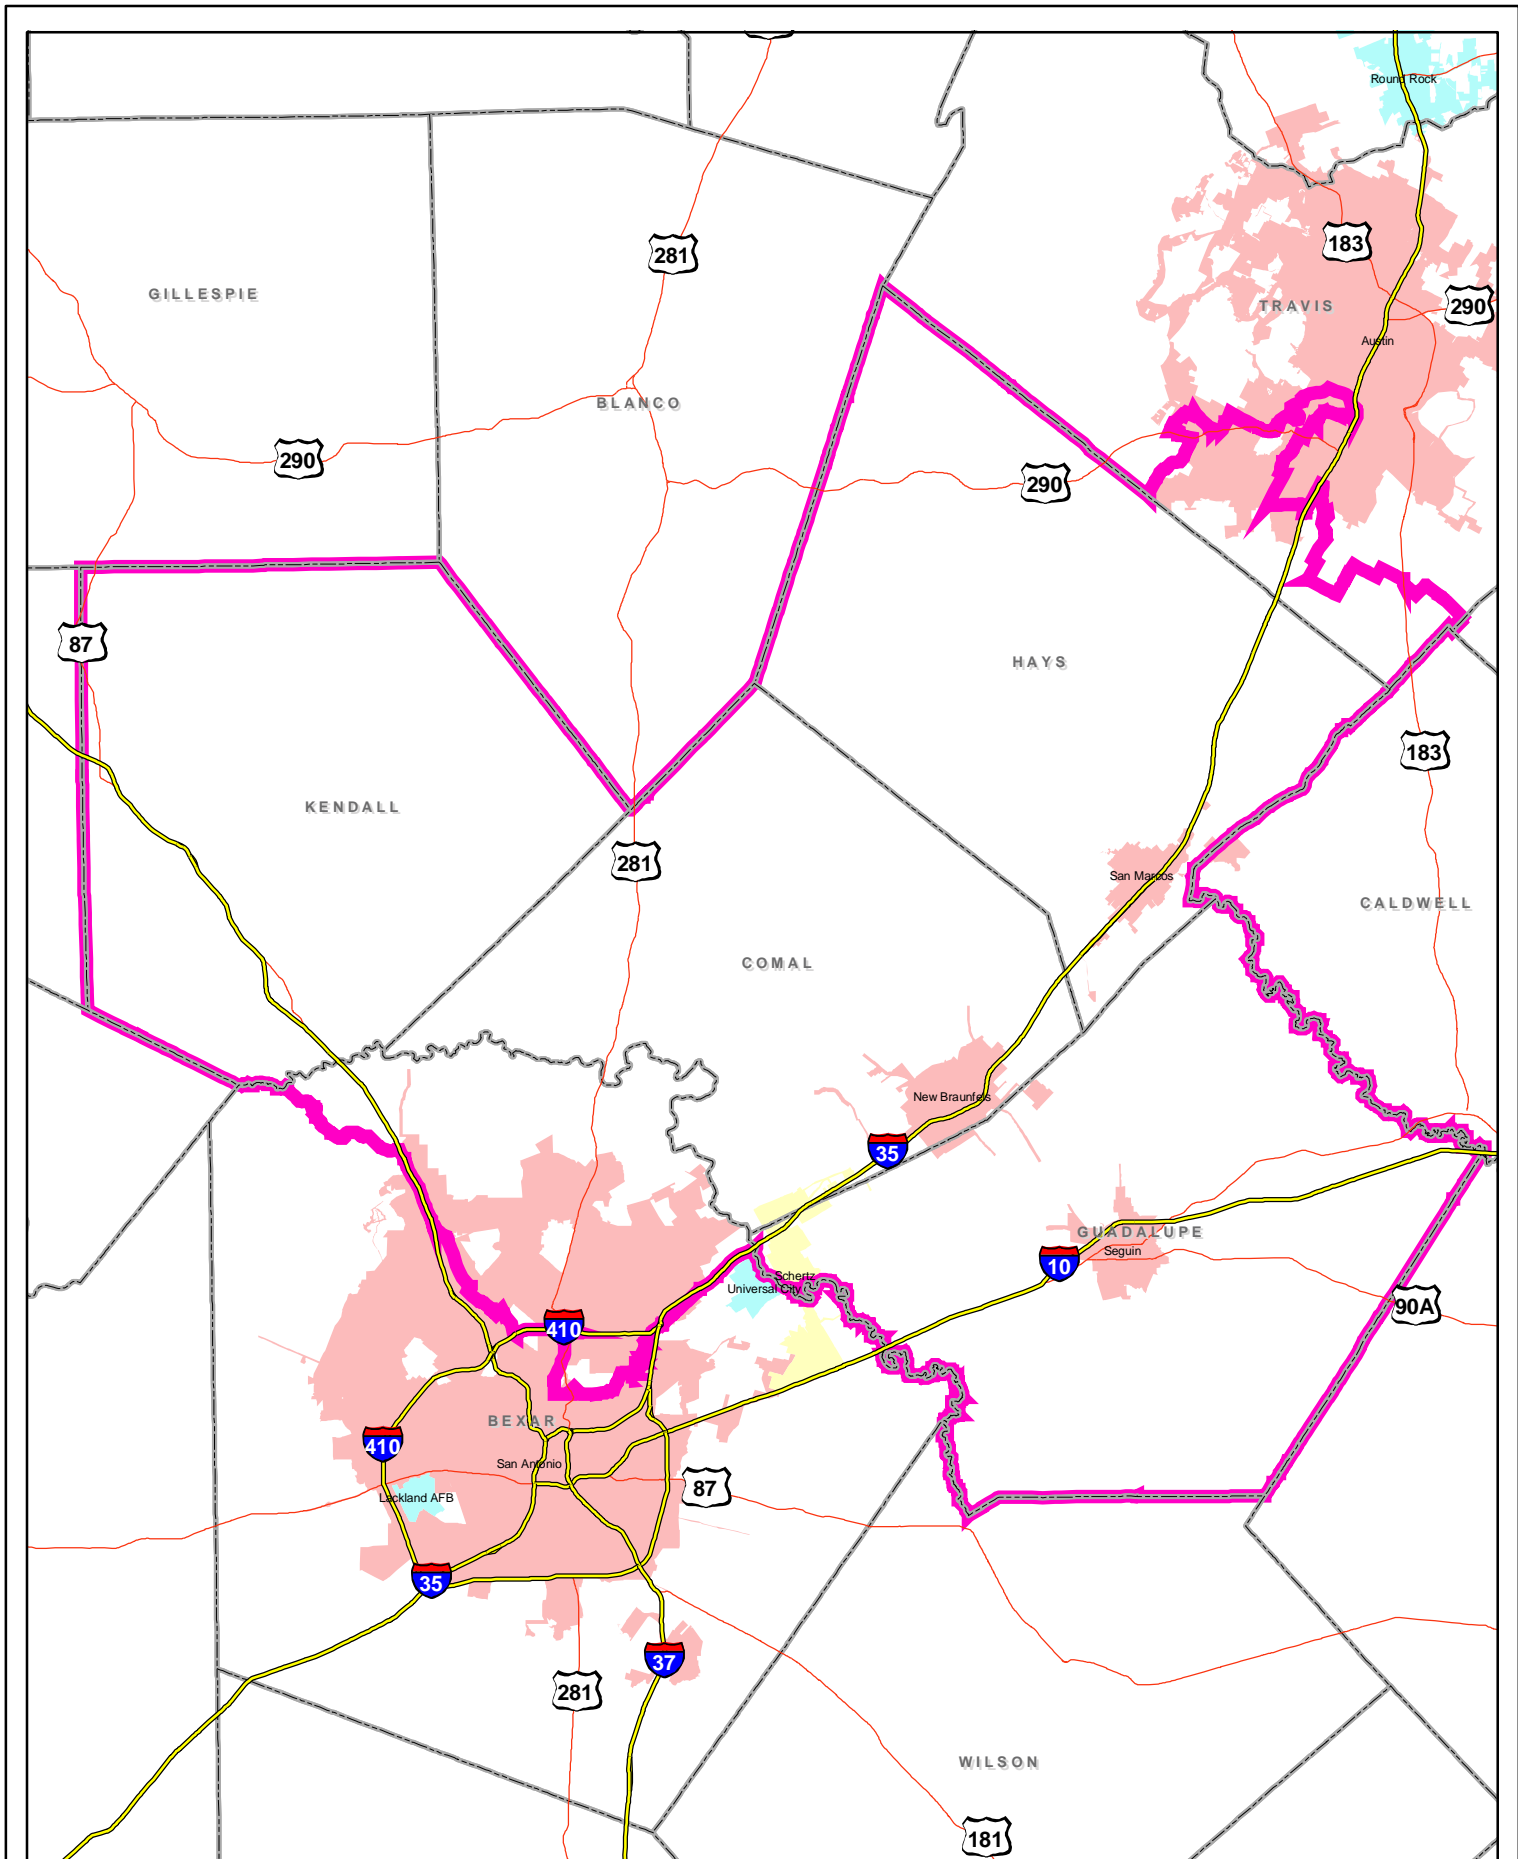 Round Rock
183
281
GILLESPIE
290
TRAVIS
Austin
BLANCO
290
290
87
HAYS
183
KENDALL
281
San Marcos
CALDWELL
COMAL
New Braunfels
35
GUADALUPE
Seguin
10
Schertz
Universal City
90A
410
BEXAR
410
San Antonio
87
Lackland AFB
35
37
281
WILSON
181